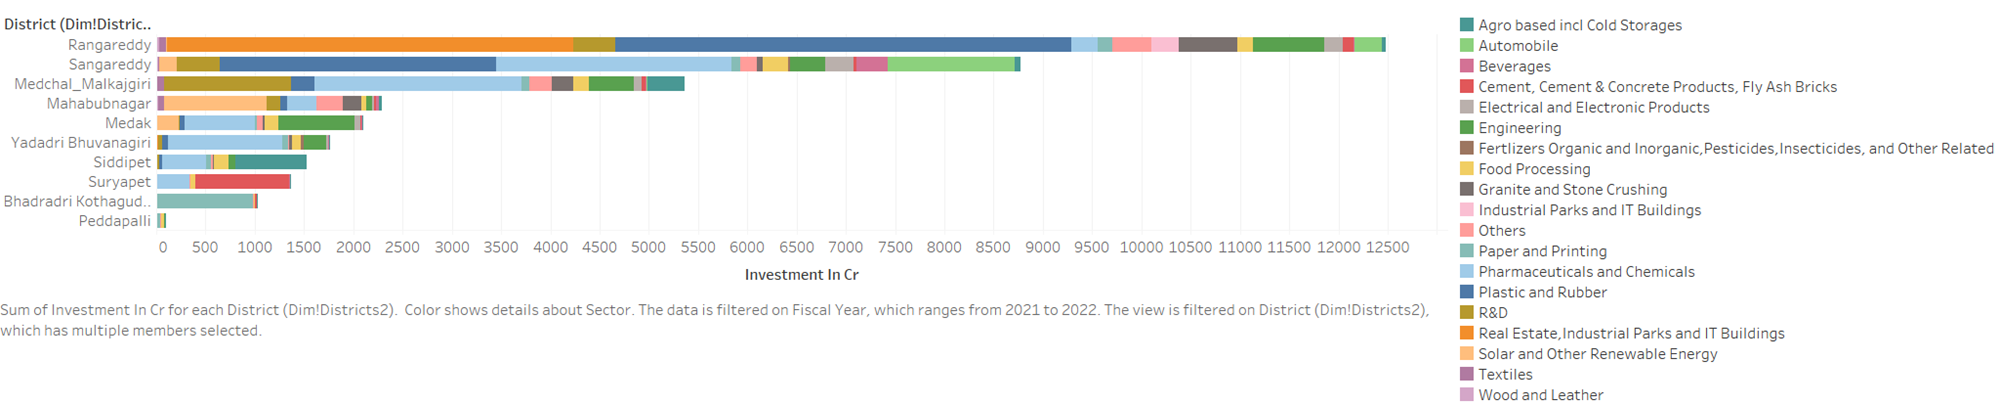 District (Dim!Distric..
Rangareddy
Sangareddy
Medchal_Malkajgiri
Mahabubnagar
Medak
Yadadri Bhuvanagiri
Siddipet
Suryapet
Bhadradri Kothagud..
Peddapalli
0 500 1000 1500 2000 2500 3000 3500 4000 4500 5000 5500 6000 6500 7000 7500 8000 8500 9000 9500 10000 10500 11000 11500 12000 12500
Investment In Cr
Sum of Investment In Cr for each District (Dim!Districts2). Color shows details about Sector. The data is filtered on Fiscal Year, which ranges from 2021 to 2022. The view is filtered on District (Dim!Districts2),
which has multiple members selected.
Agro based incl Cold Storages
Automobile
Beverages
Cement, Cement & Concrete Products, Fly Ash Bricks
Electrical and Electronic Products
Engineering
Fertlizers Organic and Inorganic,Pesticides,Insecticides, and Other Related
Food Processing
Granite and Stone Crushing
Industrial Parks and IT Buildings
Others
Paper and Printing
Pharmaceuticals and Chemicals
Plastic and Rubber
R&D
Real Estate,Industrial Parks and IT Buildings
Solar and Other Renewable Energy
Textiles
Wood and Leather